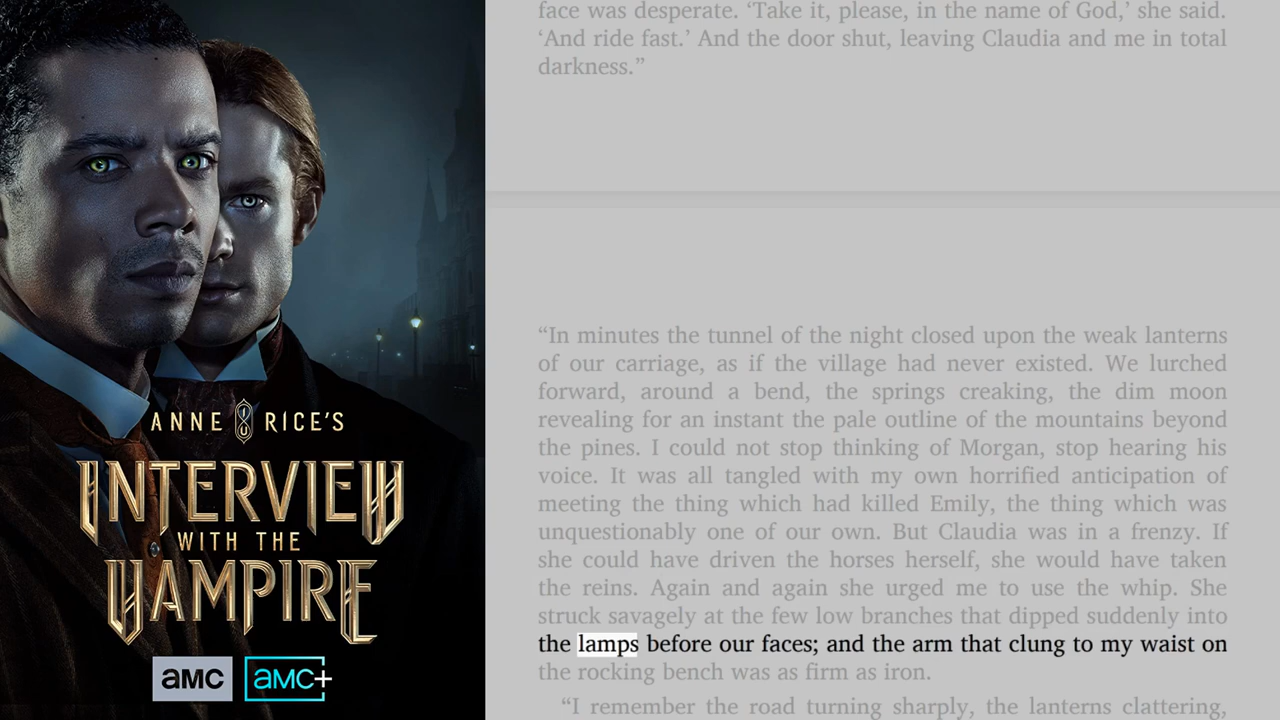 ANNE RICE'S
INTERVIEW
WITH THE
VAMPIRE
amc
amc+
face was desperate. ‘Take it, please, in the name of God,’ she said.
‘And ride fast.’ And the door shut, leaving Claudia and me in total
darkness.”
“In minutes the tunnel of the night closed upon the weak lanterns
of our carriage, as if the village had never existed. We lurched
forward, around a bend, the springs creaking, the dim moon
revealing for an instant the pale outline of the mountains beyond
the pines. I could not stop thinking of Morgan, stop hearing his
voice. It was all tangled with my own horrified anticipation of
meeting the thing which had killed Emily, the thing which was
unquestionably one of our own. But Claudia was in a frenzy. If
she could have driven the horses herself, she would have taken
the reins. Again and again she urged me to use the whip. She
struck savagely at the few low branches that dipped suddenly into
the lamps before our faces; and the arm that clung to my waist on
the rocking bench was as firm as iron.
“I remember the road turning sharply, the lanterns clattering,